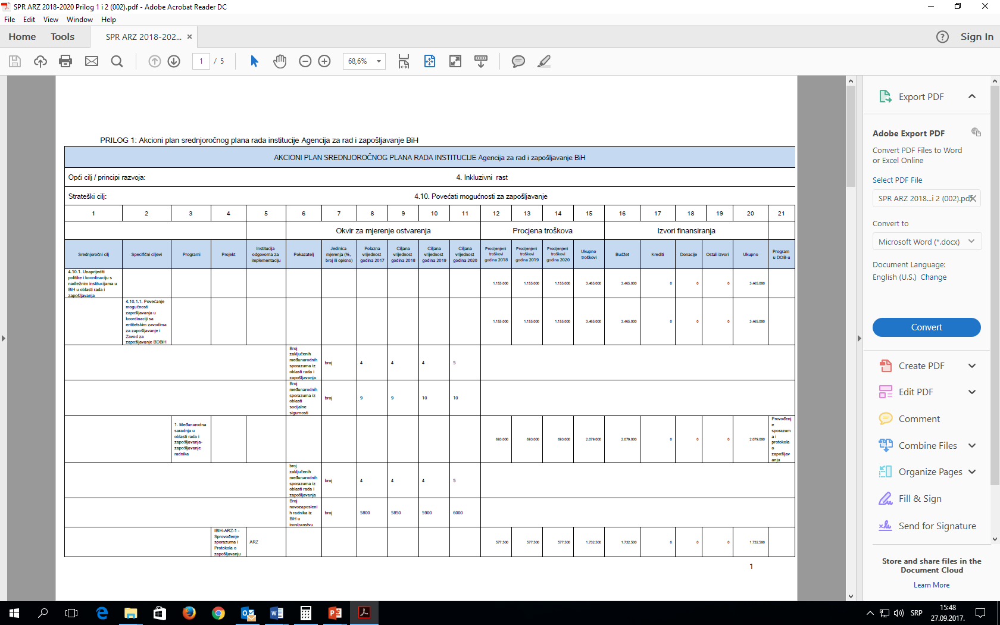 SPR ARZ 2018-2020 Prilog 1 i 2 (002).pdf - Adobe Acrobat Reader DC
File Edit View Window Help
Home Tools SPR ARZ 2018-202... × Sign In
1 / 5 68,6%
PRILOG 1: Akcioni plan srednjoročnog plana rada institucije Agencija za rad i zapošljavanje BiH
AKCIONI PLAN SREDNJOROČNOG PLANA RADA INSTITUCIJE Agencija za rad i zapošljavanje BiH
Opći cilj / principi razvoja: 4. Inkluzivni rast
Strateški cilj: 4.10. Povećati mogućnosti za zapošljavanje
1 2 3 4 5 6 7 8 9 10 11 12 13 14 15 16 17 18 19 20 21
Okvir za mjerenje ostvarenja Procjena troškova Izvori finansiranja
Srednjoročni cilj
Specifični ciljevi
Programi
Projekt
Institucija
odgovorna za
implementaciju
Pokazatelj
Jedinica
mjerenja (%,
broj ili opisno)
Polazna
vrijednost
godina 2017
Ciljana
vrijednost
godina 2018
Ciljana
vrijednost
godina 2019
Ciljana
vrijednost
godina 2020
Procijenjeni
troškovi
godina 2018
Procijenjeni
troškovi
godina 2019
Procijenjeni
troškovi
godina 2020
Ukupno
troškovi
Budžet
Krediti
Donacije
Ostali izvori
Ukupno
Program
u DOB-u
4.10.1. Unaprijediti
politike i koordinaciju s
nadležnim institucijama u
BiH u oblasti rada i
zapošljavanja
1.155.000 1.155.000 1.155.000 3.465.000 3.465.000 0 0 0 3.465.000
4.10.1.1. Povećanje
mogućnosti
zapošljavanja u
koordinaciji sa
entitetskim zavodima
za zapošljavanje i
Zavod za
zapošljavanje BDBiH
1.155.000 1.155.000 1.155.000 3.465.000 3.465.000 0 0 0 3.465.000
Broj
zaključenih
međunarodnih
sporazuma iz
oblasti rada i
zapošljavanja
broj 4 4 4 5
Broj
međunarodnih
sporazuma iz
oblasti
socijalne
sigurnosti
broj 9 9 10 10
1. Međunarodna
saradnja u
oblasti rada i
zapošljavanja-
zapošljavanje
radnika
693.000 693.000 693.000 2.079.000 2.079.000 0 0 0 2.079.000
Provođenj
e
sporazum
a i
protokola
o
zapošljav
anju
broj
zaključenih
međunarodnih
sporazuma iz
oblasti rada i
zapošljavanja
broj 4 4 4 5
Broj
novozaposleni
h radnika iz
BiH u
inostranstvu
broj 5800 5850 5900 6000
IBIH-ARZ-1 -
Sprovođenje
sporazuma i
Protokola o
zapošljavanju
ARZ 577.500 577.500 577.500 1.732.500 1.732.500 0 0 0 1.732.500
1
Export PDF
Adobe Export PDF
Convert PDF Files to Word
or Excel Online
Select PDF File
SPR ARZ 2018...i 2 (002).pdf
Convert to
Microsoft Word (*.docx)
Document Language:
English (U.S.) Change
Convert
Create PDF
Edit PDF
Comment
Combine Files
Organize Pages
Fill & Sign
Send for Signature
Store and share files in the
Document Cloud
Learn More
SRP
15:48
27.09.2017.